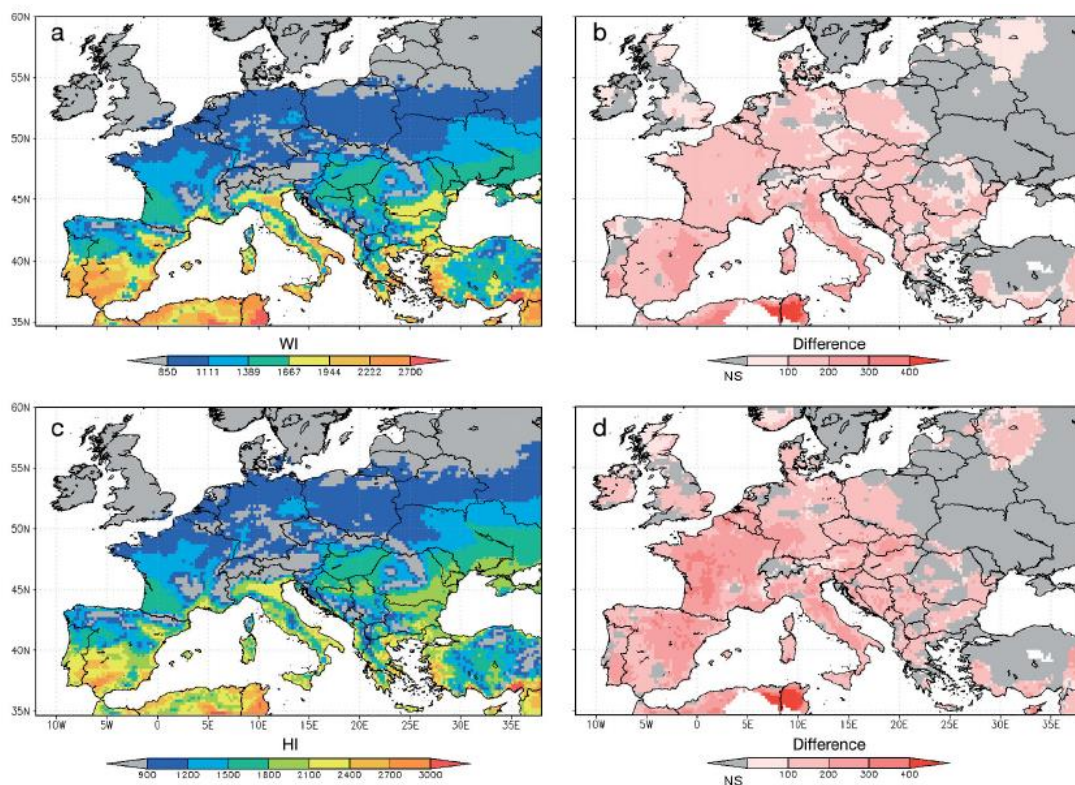 a
b
60N
55N
50N
45N
40N
35N
WI
Difference
850 1111 1389 1667 1944 2222 2700
NS 100 200 300 400
c
d
60N
55N
50N
45N
40N
35N
10W 5W 0 5E 10E 15E 20E 25E 30E 35E
10W 5W 0 5E 10E 15E 20E 25E 30E 35E
HI
Difference
900 1200 1500 1800 2100 2400 3000
NS 100 200 300 400